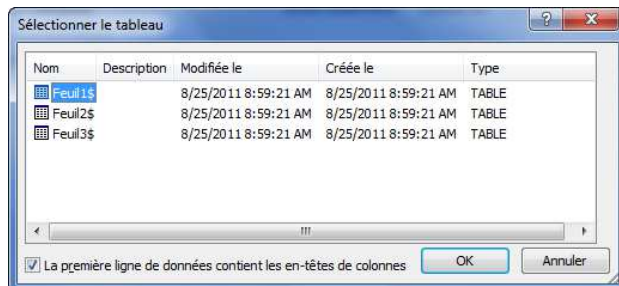 Sélectionner le tableau
Nom Description Modifiée le Créée le Type
Feuil1$ 8/25/2011 8:59:21 AM 8/25/2011 8:59:21 AM TABLE
Feuil2$ 8/25/2011 8:59:21 AM 8/25/2011 8:59:21 AM TABLE
Feuil3$ 8/25/2011 8:59:21 AM 8/25/2011 8:59:21 AM TABLE
La première ligne de données contient les en-têtes de colonnes OK Annuler